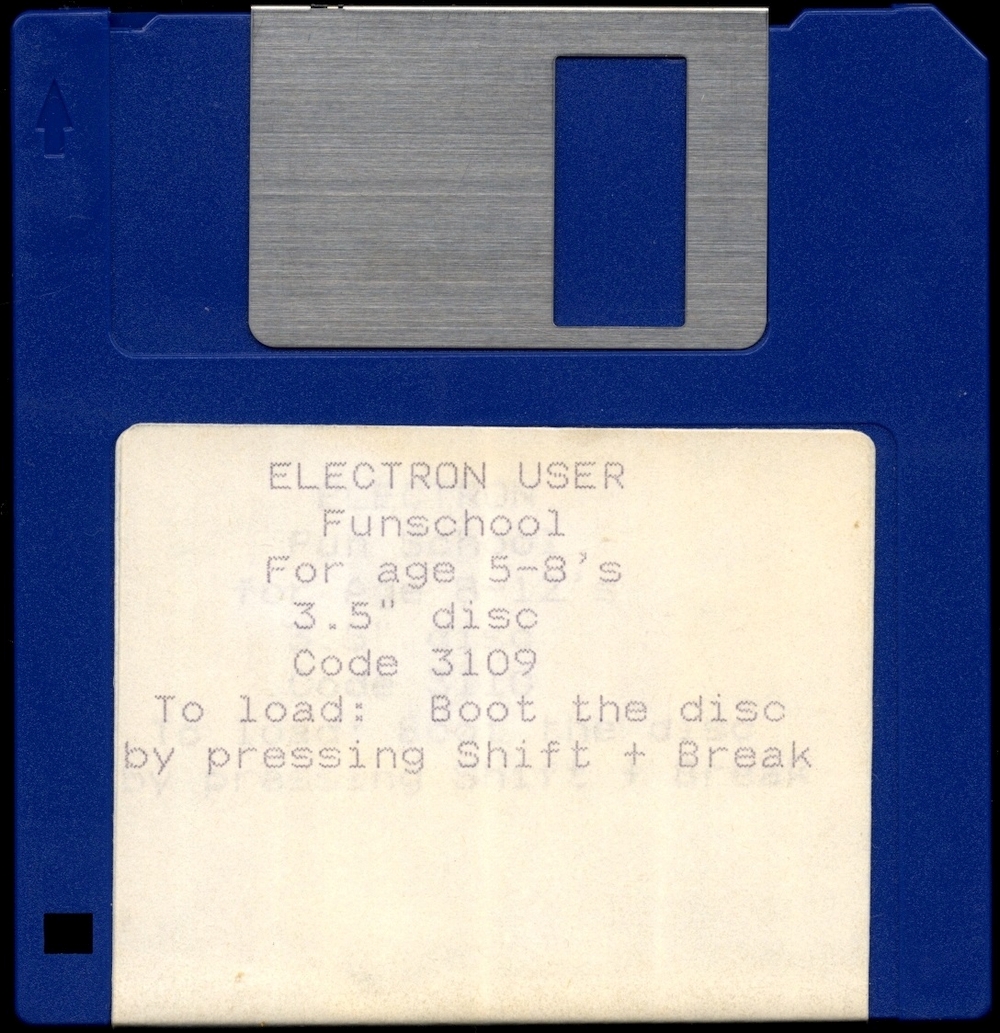 ELECTRON USER
Funschool
For age 5-8's
3.5" disc
Code 3109
To load: Boot the disc
by pressing Shift + Break